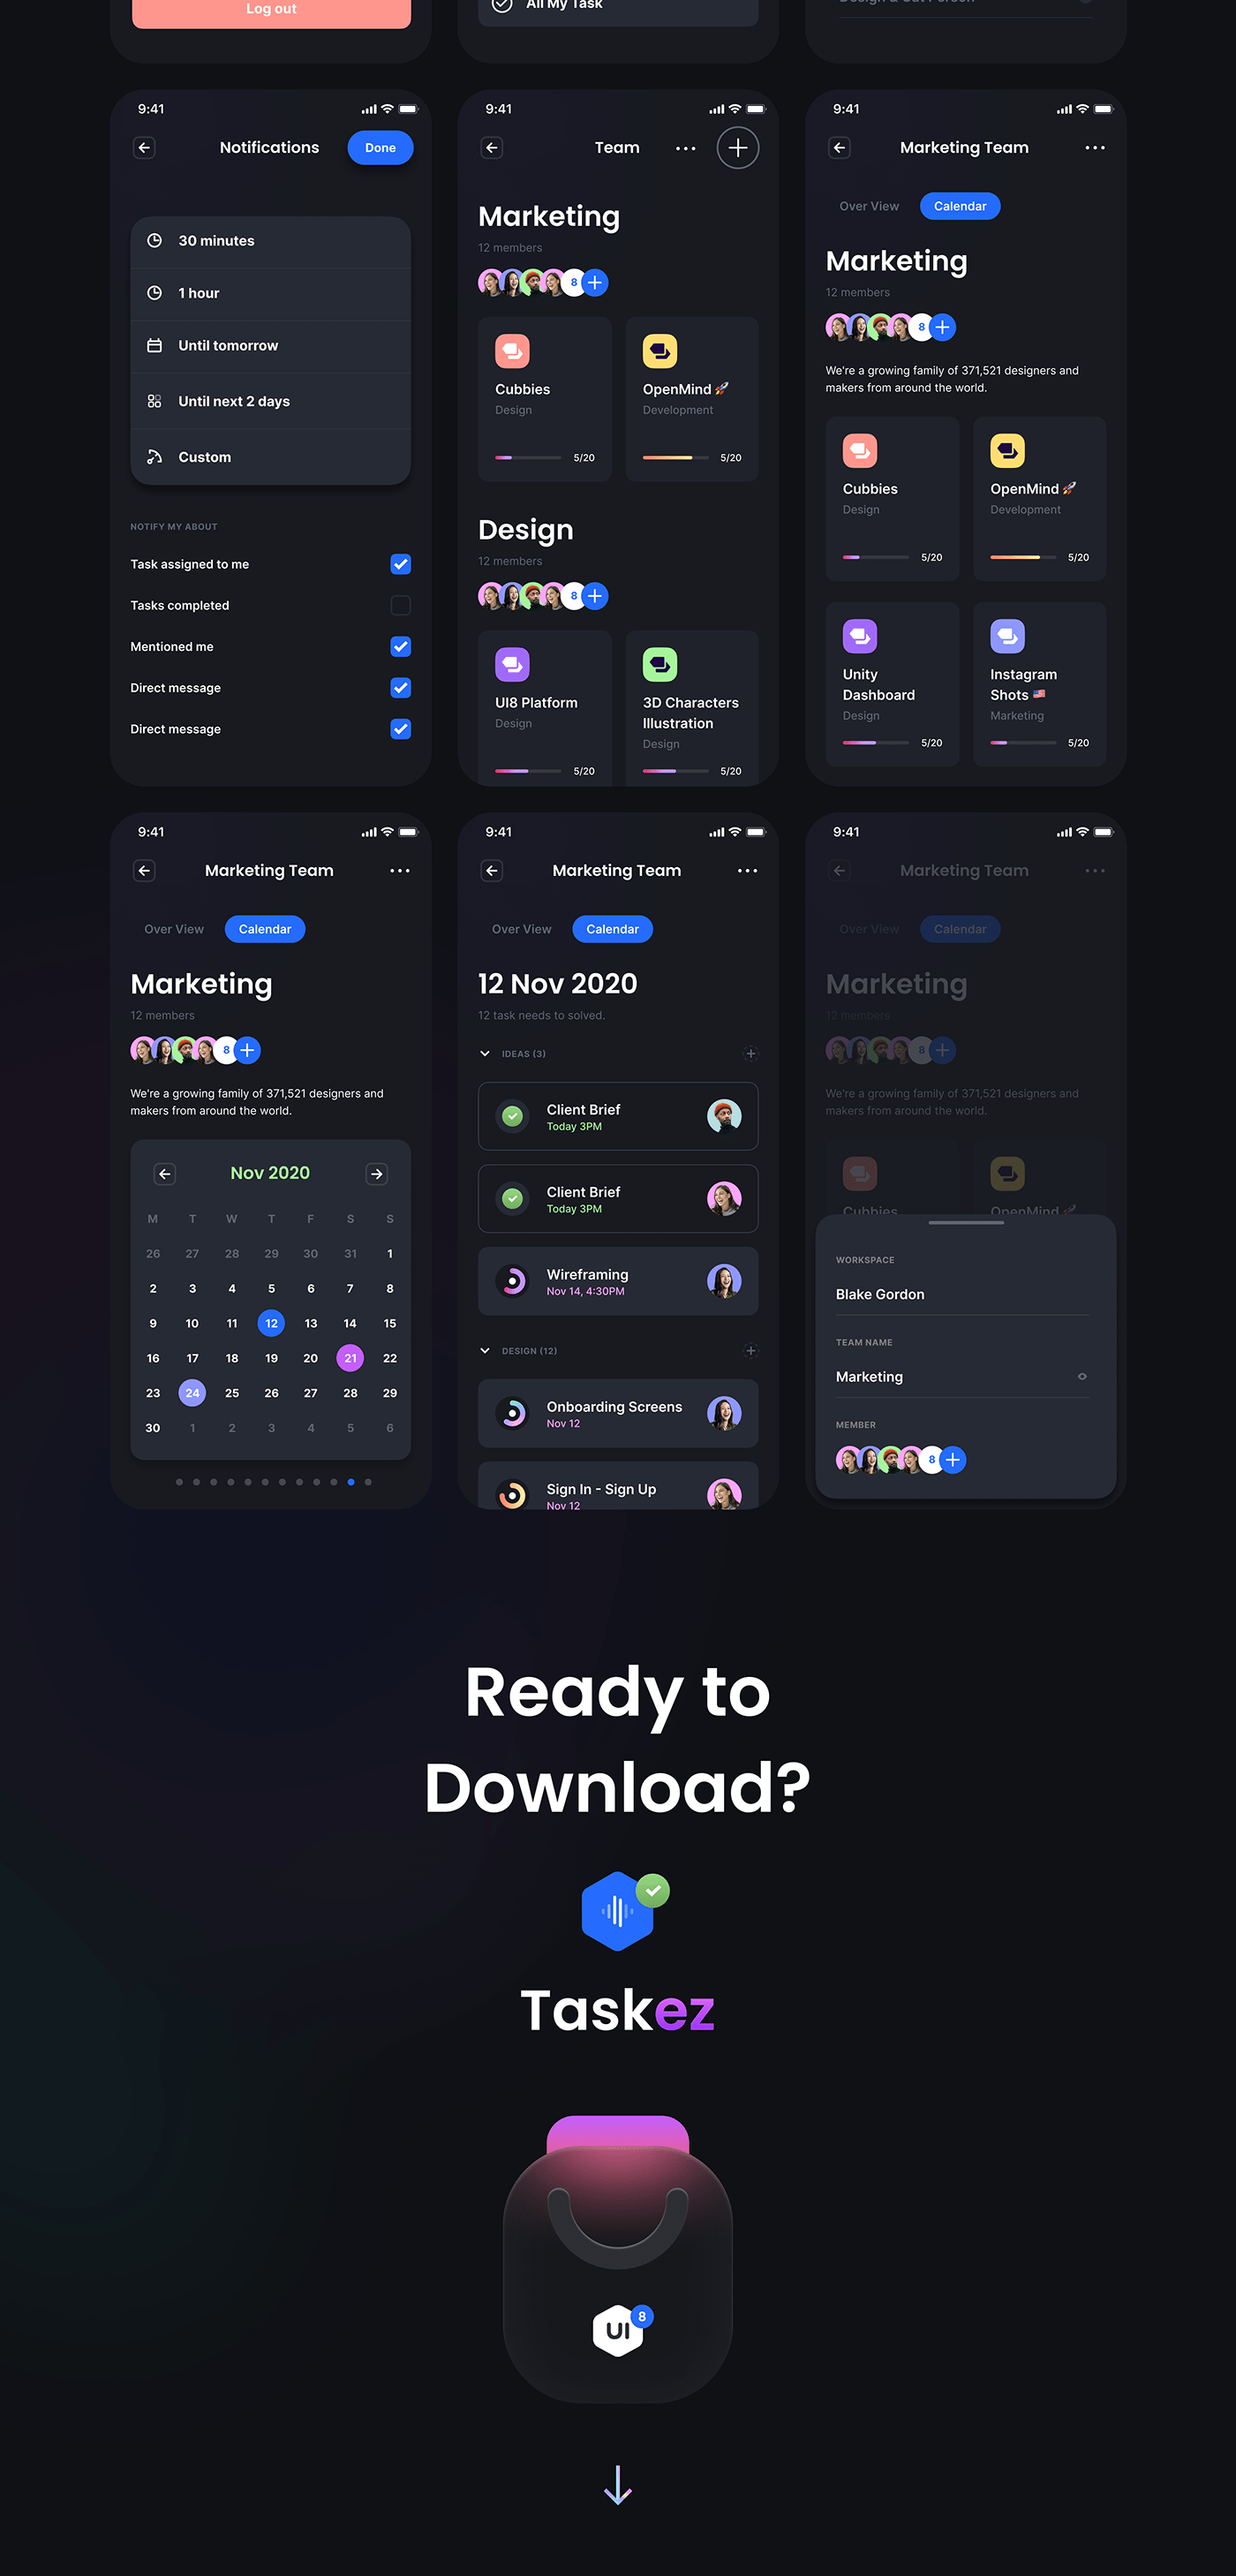 Log out
All My Task
Design & Cut Person
9:41
Notifications
Done
30 minutes
1 hour
Until tomorrow
Until next 2 days
Custom
NOTIFY MY ABOUT
Task assigned to me
Tasks completed
Mentioned me
Direct message
Direct message
9:41
Team
Marketing
12 members
8
Cubbies
Design
5/20
OpenMind 🚀
Development
5/20
Design
12 members
8
UI8 Platform
Design
5/20
3D Characters
Illustration
Design
5/20
9:41
Marketing Team
Over View
Calendar
Marketing
12 members
8
We're a growing family of 371,521 designers and
makers from around the world.
Cubbies
Design
5/20
OpenMind 🚀
Development
5/20
Unity
Dashboard
Design
5/20
Instagram
Shots 🇺🇸
Marketing
5/20
9:41
Marketing Team
Over View
Calendar
Marketing
12 members
8
We're a growing family of 371,521 designers and
makers from around the world.
Nov 2020
M T W T F S S
26 27 28 29 30 31 1
2 3 4 5 6 7 8
9 10 11 12 13 14 15
16 17 18 19 20 21 22
23 24 25 26 27 28 29
30 1 2 3 4 5 6
9:41
Marketing Team
Over View
Calendar
12 Nov 2020
12 task needs to solved.
IDEAS (3)
Client Brief
Today 3PM
Client Brief
Today 3PM
Wireframing
Nov 14, 4:30PM
DESIGN (12)
Onboarding Screens
Nov 12
Sign In - Sign Up
Nov 12
9:41
Marketing Team
Over View
Calendar
Marketing
12 members
8
We're a growing family of 371,521 designers and
makers from around the world.
Cubbies
OpenMind 🚀
WORKSPACE
Blake Gordon
TEAM NAME
Marketing
MEMBER
8
Ready to
Download?
Taskez
UI
8